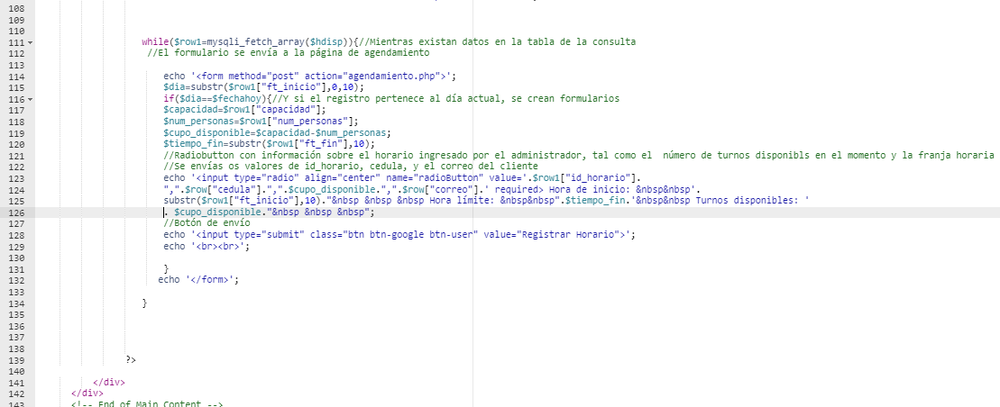 108
109
110
111 while($row1=mysqli_fetch_array($hdisp)){//Mientras existan datos en la tabla de la consulta
112 //El formulario se envía a la página de agendamiento
113
114 echo '<form method="post" action="agendamiento.php">';
115 $dia=substr($row1["ft_inicio"],0,10);
116 if($dia==$fechahoy){//Y si el registro pertenece al día actual, se crean formularios
117 $capacidad=$row1["capacidad"];
118 $num_personas=$row1["num_personas"];
119 $cupo_disponible=$capacidad-$num_personas;
120 $tiempo_fin=substr($row1["ft_fin"],10);
121 //Radiobutton con información sobre el horario ingresado por el administrador, tal como el  número de turnos disponibls en el momento y la franja horaria
122 //Se envías os valores de id_horario, cedula, y el correo del cliente
123 echo '<input type="radio" align="center" name="radioButton" value='.$row1["id_horario"].
124 ",".$row["cedula"].",".$cupo_disponible.",".$row["correo"].' required> Hora de inicio: &nbsp&nbsp'.
125 substr($row1["ft_inicio"],10)."&nbsp &nbsp &nbsp Hora límite: &nbsp&nbsp".$tiempo_fin.'&nbsp&nbsp Turnos disponibles: '
126 . $cupo_disponible."&nbsp &nbsp &nbsp";
127 //Botón de envío
128 echo '<input type="submit" class="btn btn-google btn-user" value="Registrar Horario">';
129 echo '<br><br>';
130
131 }
132 echo '</form>';
133
134 }
135
136
137
138
139 ?>
140
141 </div>
142 </div>
143 <!-- End of Main Content -->